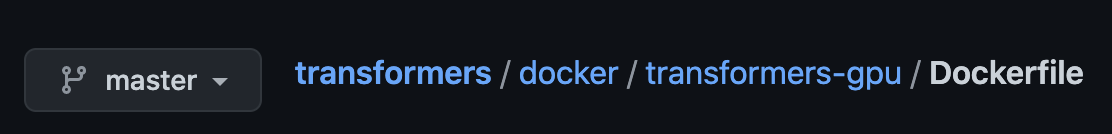 master transformers / docker / transformers-gpu / Dockerfile